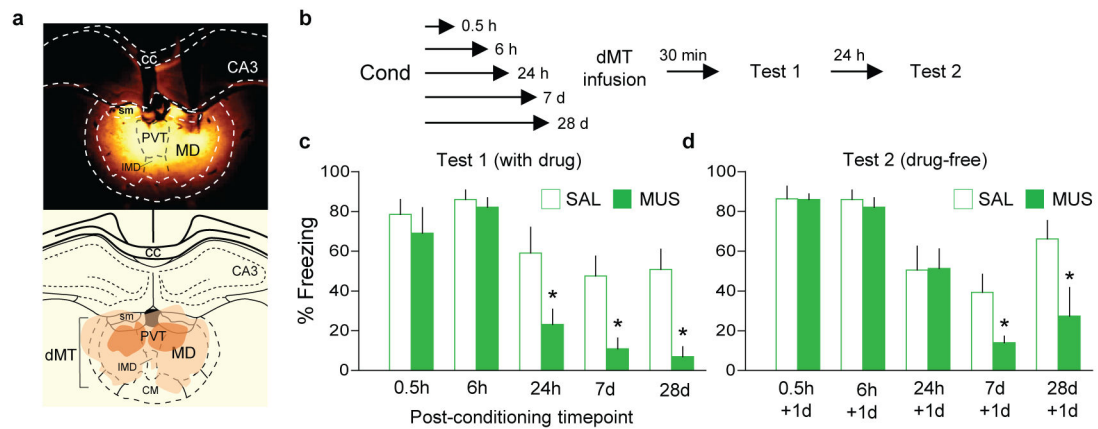 a
cc
CA3
sm
PVT
MD
IMD
cc
CA3
sm
PVT
MD
dMT
IMD
CM
b
Cond
0.5 h
6 h
24 h
7 d
28 d
dMT
infusion
30 min
Test 1
24 h
Test 2
c
Test 1 (with drug)
SAL MUS
% Freezing
100
80
60
40
20
0
* * *
0.5h 6h 24h 7d 28d
Post-conditioning timepoint
d
Test 2 (drug-free)
SAL MUS
100
80
60
40
20
0
* *
0.5h 6h 24h 7d 28d
+1d +1d +1d +1d +1d